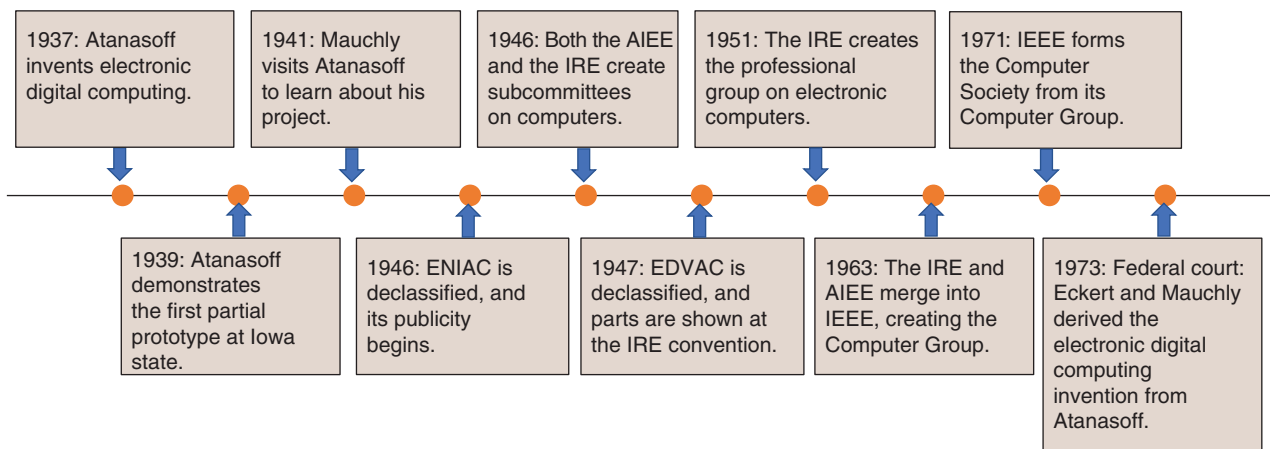 1937: Atanasoff
invents electronic
digital computing.
1941: Mauchly
visits Atanasoff
to learn about his
project.
1946: Both the AIEE
and the IRE create
subcommittees
on computers.
1951: The IRE creates
the professional
group on electronic
computers.
1971: IEEE forms
the Computer
Society from its
Computer Group.
1939: Atanasoff
demonstrates
the first partial
prototype at Iowa
state.
1946: ENIAC is
declassified, and
its publicity
begins.
1947: EDVAC is
declassified, and
parts are shown at
the IRE convention.
1963: The IRE and
AIEE merge into
IEEE, creating the
Computer Group.
1973: Federal court:
Eckert and Mauchly
derived the
electronic digital
computing
invention from
Atanasoff.